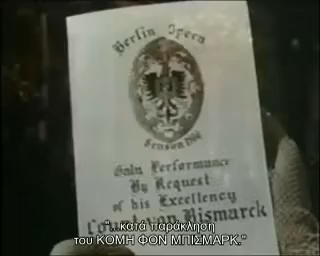 Berlin Opera
Season 
Gala Performance
By Request
of his Excellency
Count von Bismarck
"...κατά παράκληση
του ΚΟΜΗ ΦΟΝ ΜΠΙΣΜΑΡΚ."